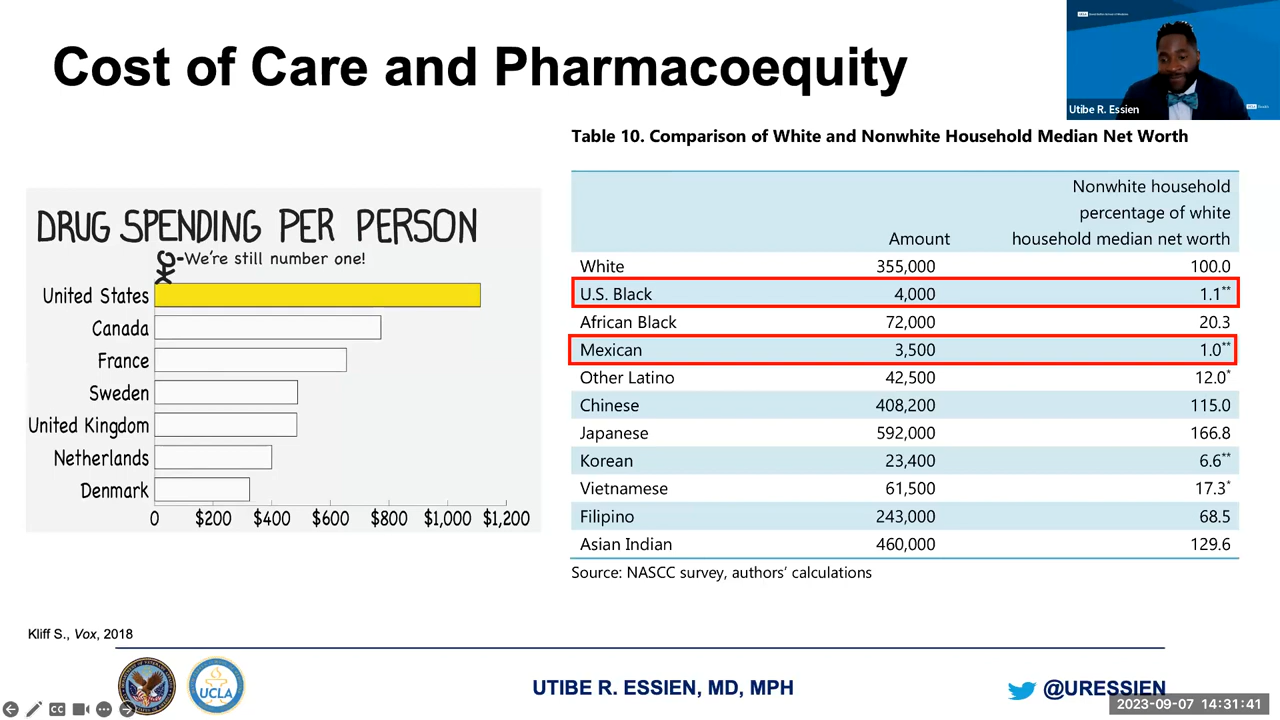 Cost of Care and Pharmacoequity
Utibe R. Essien
DRUG SPENDING PER PERSON
-We're still number one!
United States
Canada
France
Sweden
United Kingdom
Netherlands
Denmark
0 $200 $400 $600 $800 $1,000 $1,200
Table 10. Comparison of White and Nonwhite Household Median Net Worth
Nonwhite household
percentage of white
Amount household median net worth
White 355,000 100.0
U.S. Black 4,000 1.1**
African Black 72,000 20.3
Mexican 3,500 1.0**
Other Latino 42,500 12.0*
Chinese 408,200 115.0
Japanese 592,000 166.8
Korean 23,400 6.6**
Vietnamese 61,500 17.3*
Filipino 243,000 68.5
Asian Indian 460,000 129.6
Source: NASCC survey, authors' calculations
Kliff S., Vox, 2018
UCLA
UTIBE R. ESSIEN, MD, MPH
@URESSIEN
CC
2023-09-07 14:31:41